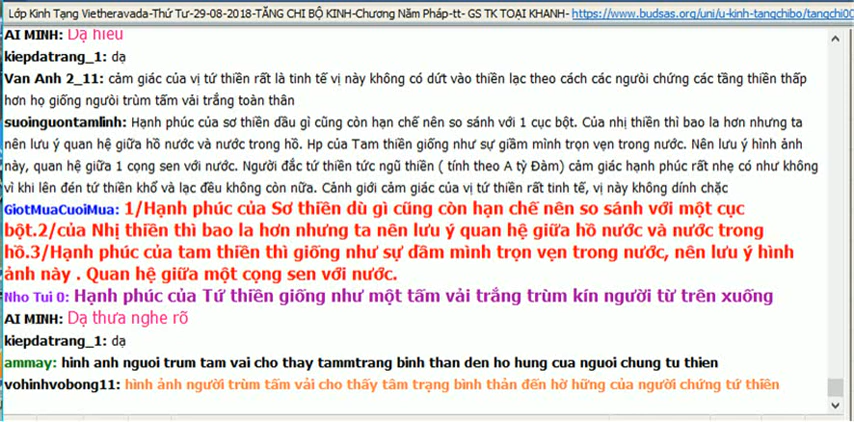 Lớp Kinh Tạng Vietheravada-Thứ Tư-29-08-2018-TĂNG CHI BỘ KINH-Chương Năm Pháp-tt- GS TK TOẠI KHANH- https://www.budsas.org/uni/u-kinh-tangchibo/tangchi00
AI MINH: Dạ hiểu
kiepdatrang_1: dạ
Van Anh 2_11: cảm giác của vị tứ thiền rất là tinh tế vị này không có dứt vào thiền lạc theo cách các người chứng các tầng thiền thấp
hơn họ giống người trùm tấm vải trắng toàn thân
suoinguontamlinh: Hạnh phúc của sơ thiền dầu gì cũng còn hạn chế nên so sánh với 1 cục bột. Của nhị thiền thì bao la hơn nhưng ta
nên lưu ý quan hệ giữa hồ nước và nước trong hồ. Hp của Tam thiền giống như sự giầm mình trọn vẹn trong nước. Nên lưu ý hình ảnh
này, quan hệ giữa 1 cọng sen với nước. Người đắc tứ thiền tức ngũ thiền ( tính theo A tỳ Đàm) cảm giác hạnh phúc rất nhẹ có như không
vì khi lên đén tứ thiền khổ và lạc đều không còn nữa. Cảnh giới cảm giác của vị tứ thiền rất tinh tế, vị này không dính chặc
GiotMuaCuoiMua: 1/Hạnh phúc của Sơ thiền dù gì cũng còn hạn chế nên so sánh với một cục
bột.2/của Nhị thiền thì bao la hơn nhưng ta nên lưu ý quan hệ giữa hồ nước và nước trong
hồ.3/Hạnh phúc của tam thiền thì giống như sự đầm mình trọn vẹn trong nước, nên lưu ý hình
ảnh này . Quan hệ giữa một cọng sen với nước.
Nho Tui 0: Hạnh phúc của Tứ thiền giống như một tấm vải trắng trùm kín người từ trên xuống
AI MINH: Dạ thưa nghe rõ
kiepdatrang_1: dạ
ammay: hinh anh nguoi trum tam vai cho thay tammtrang binh than den ho hung cua nguoi chung tu thien
vohinhvobong11: hình ảnh người trùm tấm vải cho thấy tâm trạng bình thản đến hờ hững của người chứng tứ thiên